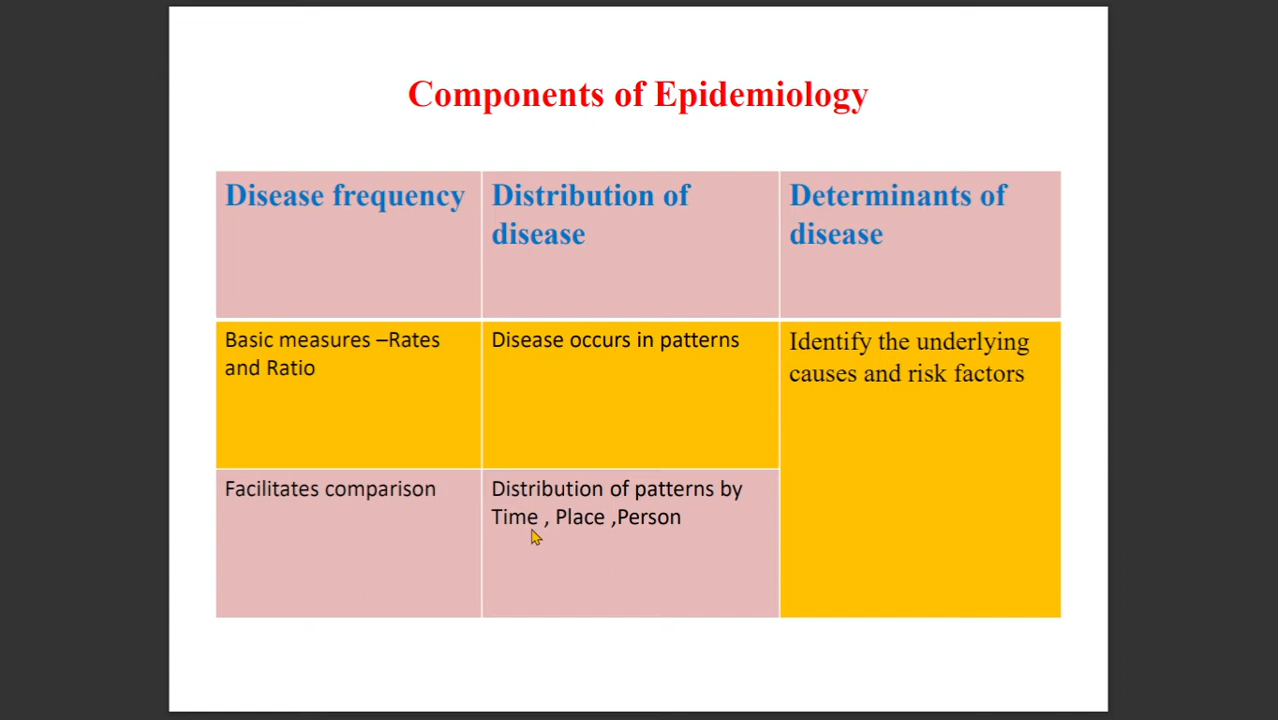 Components of Epidemiology
Disease frequency
Distribution of
disease
Determinants of
disease
Basic measures –Rates
and Ratio
Disease occurs in patterns
Identify the underlying
causes and risk factors
Facilitates comparison
Distribution of patterns by
Time , Place ,Person